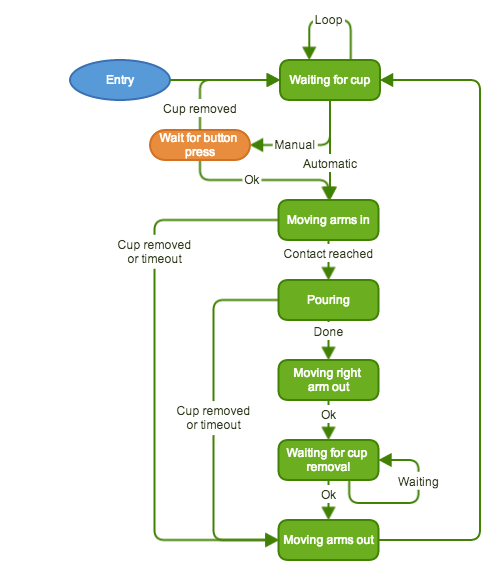 Loop
Entry
Waiting for cup
Cup removed
Wait for button
press
Manual
Automatic
Ok
Moving arms in
Cup removed
or timeout
Contact reached
Pouring
Done
Moving right
arm out
Cup removed
or timeout
Ok
Waiting for cup
removal
Waiting
Ok
Moving arms out